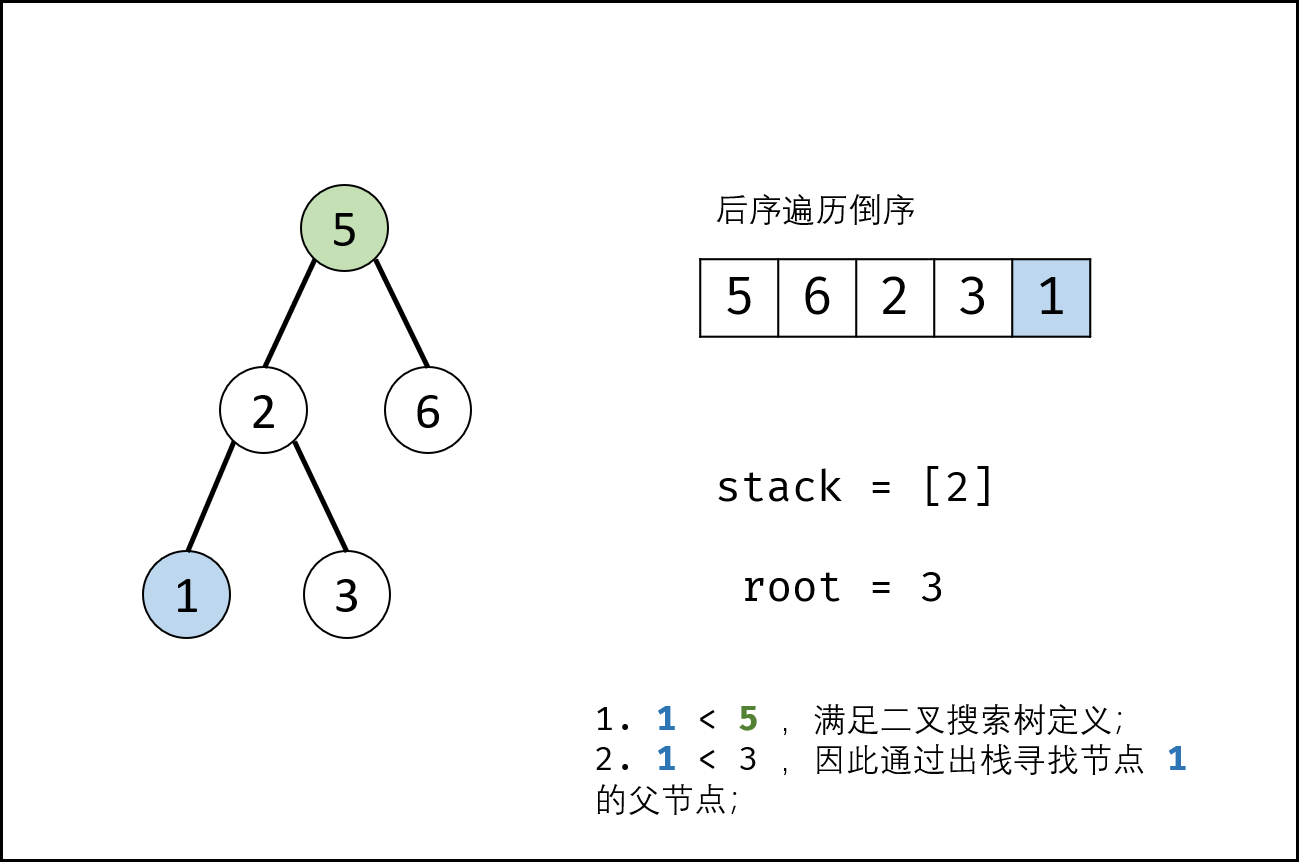 5
后序遍历倒序
5 6 2 3 1
2 6
stack = [2]
1 3
root = 3
1. 1 < 5 ，满足二叉搜索树定义；
2. 1 < 3 ，因此通过出栈寻找节点 1
的父节点；